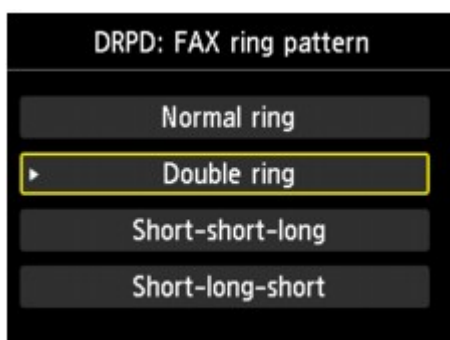 DRPD: FAX ring pattern
Normal ring
Double ring
Short-short-long
Short-long-short